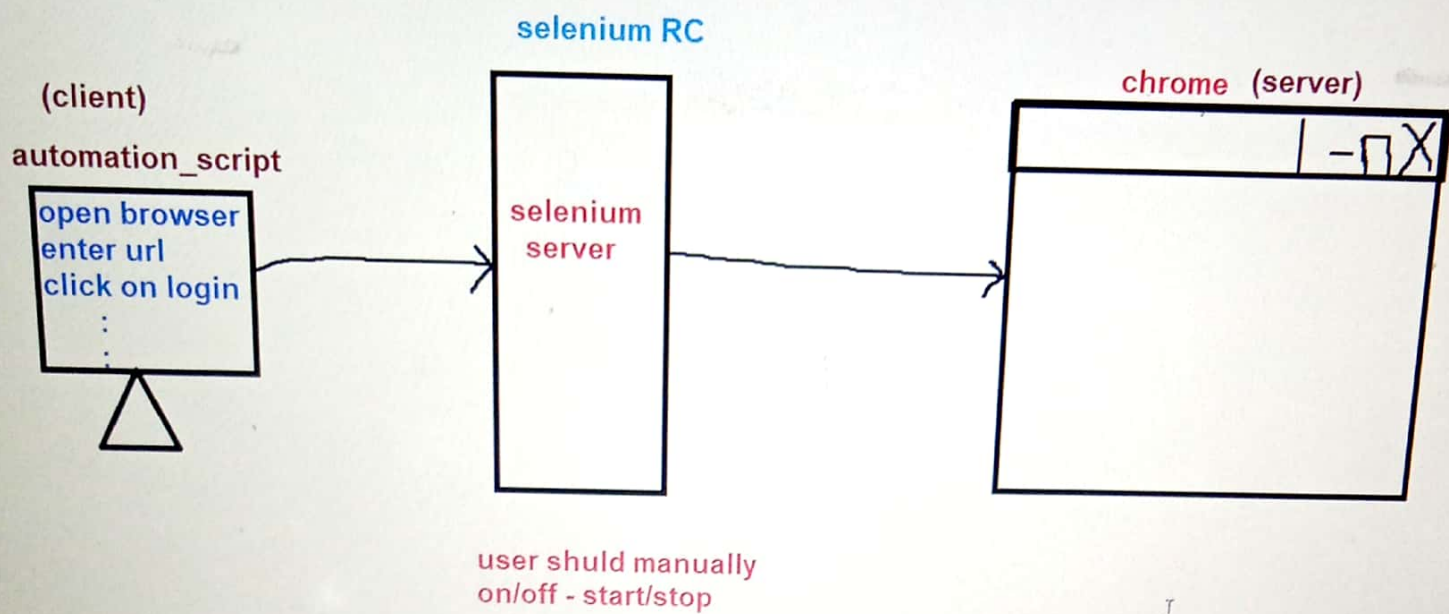 selenium RC
(client)
automation_script
open browser
enter url
click on login
:
:
selenium
server
chrome (server)
user shuld manually
on/off - start/stop